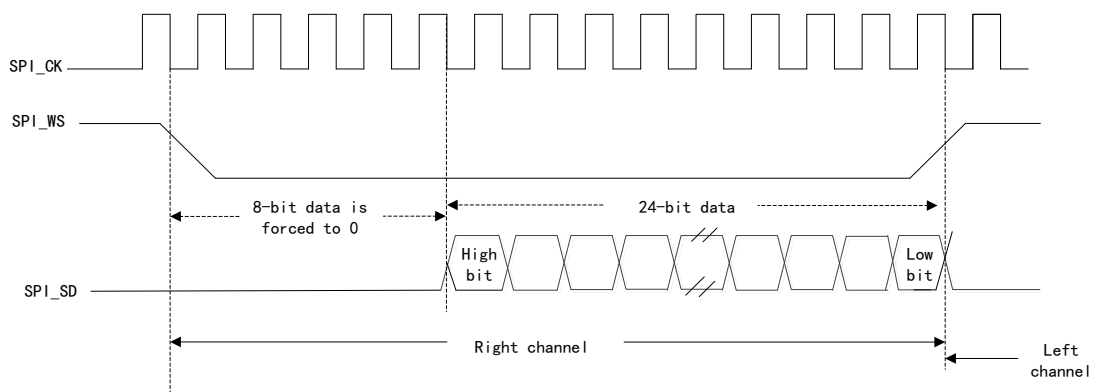 SPI_CK
SPI_WS
8-bit data is
forced to 0
24-bit data
High
bit
Low
bit
SPI_SD
Right channel
Left
channel